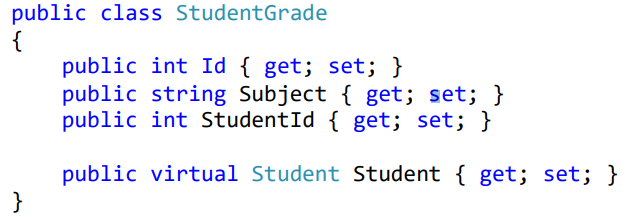 public class StudentGrade
{
    public int Id { get; set; }
    public string Subject { get; set; }
    public int StudentId { get; set; }

    public virtual Student Student { get; set; }
}